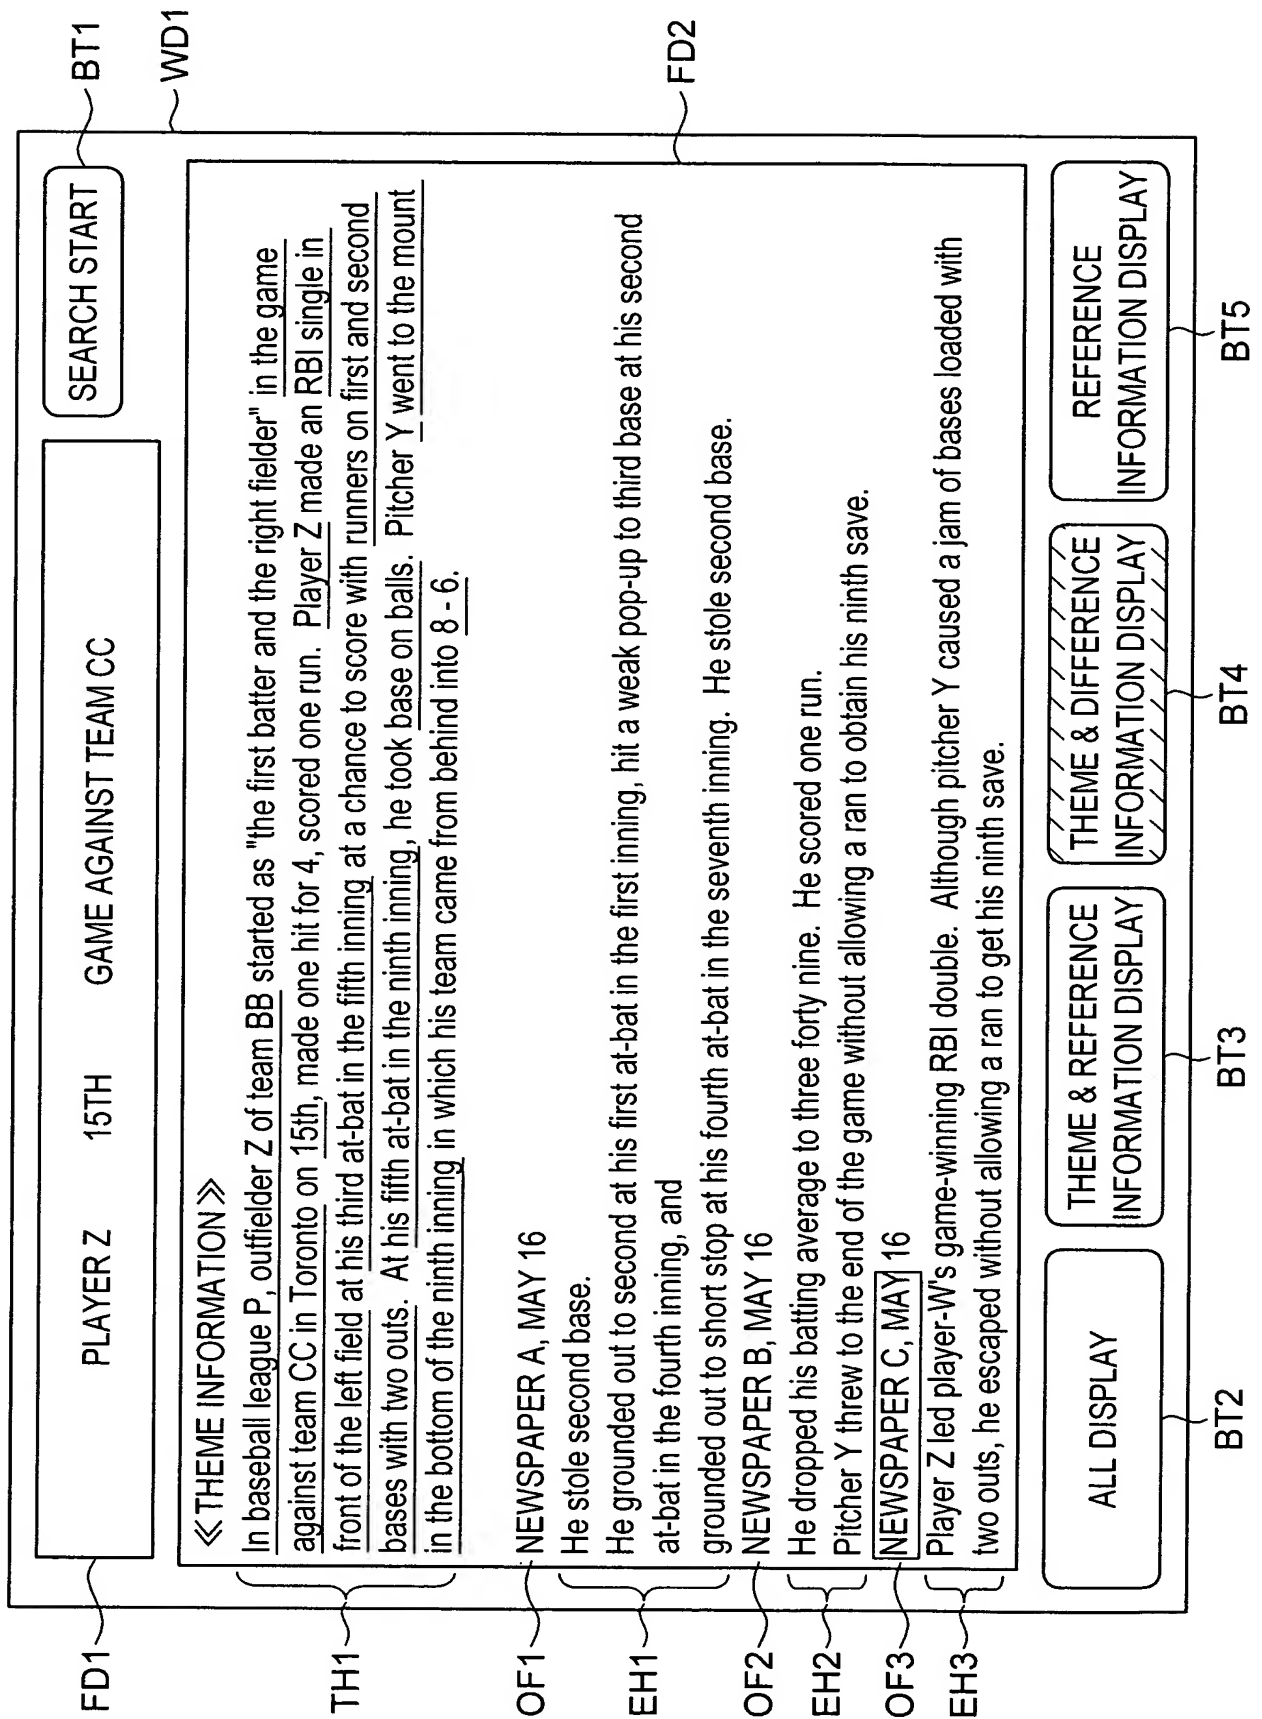 FD1
PLAYER Z 15TH GAME AGAINST TEAM CC
SEARCH START
BT1
WD1
≪THEME INFORMATION≫
In baseball league P, outfielder Z of team BB started as "the first batter and the right fielder" in the game
against team CC in Toronto on 15th, made one hit for 4, scored one run. Player Z made an RBI single in
front of the left field at his third at-bat in the fifth inning at a chance to score with runners on first and second
bases with two outs. At his fifth at-bat in the ninth inning, he took base on balls. Pitcher Y went to the mount
in the bottom of the ninth inning in which his team came from behind into 8 - 6.
TH1
FD2
OF1
NEWSPAPER A, MAY 16
He stole second base.
He grounded out to second at his first at-bat in the first inning, hit a weak pop-up to third base at his second
at-bat in the fourth inning, and
grounded out to short stop at his fourth at-bat in the seventh inning. He stole second base.
EH1
OF2
NEWSPAPER B, MAY 16
He dropped his batting average to three forty nine. He scored one run.
Pitcher Y threw to the end of the game without allowing a ran to obtain his ninth save.
EH2
OF3
NEWSPAPER C, MAY 16
Player Z led player-W's game-winning RBI double. Although pitcher Y caused a jam of bases loaded with
two outs, he escaped without allowing a ran to get his ninth save.
EH3
ALL DISPLAY
THEME & REFERENCE
INFORMATION DISPLAY
THEME & DIFFERENCE
INFORMATION DISPLAY
REFERENCE
INFORMATION DISPLAY
BT2
BT3
BT4
BT5